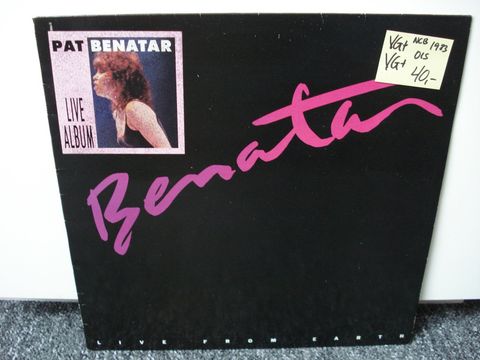 PAT BENATAR
LIVE
ALBUM
VG+ NCB 1983
VG+ OIS
40,-
Benatar
LIVE FROM EARTH